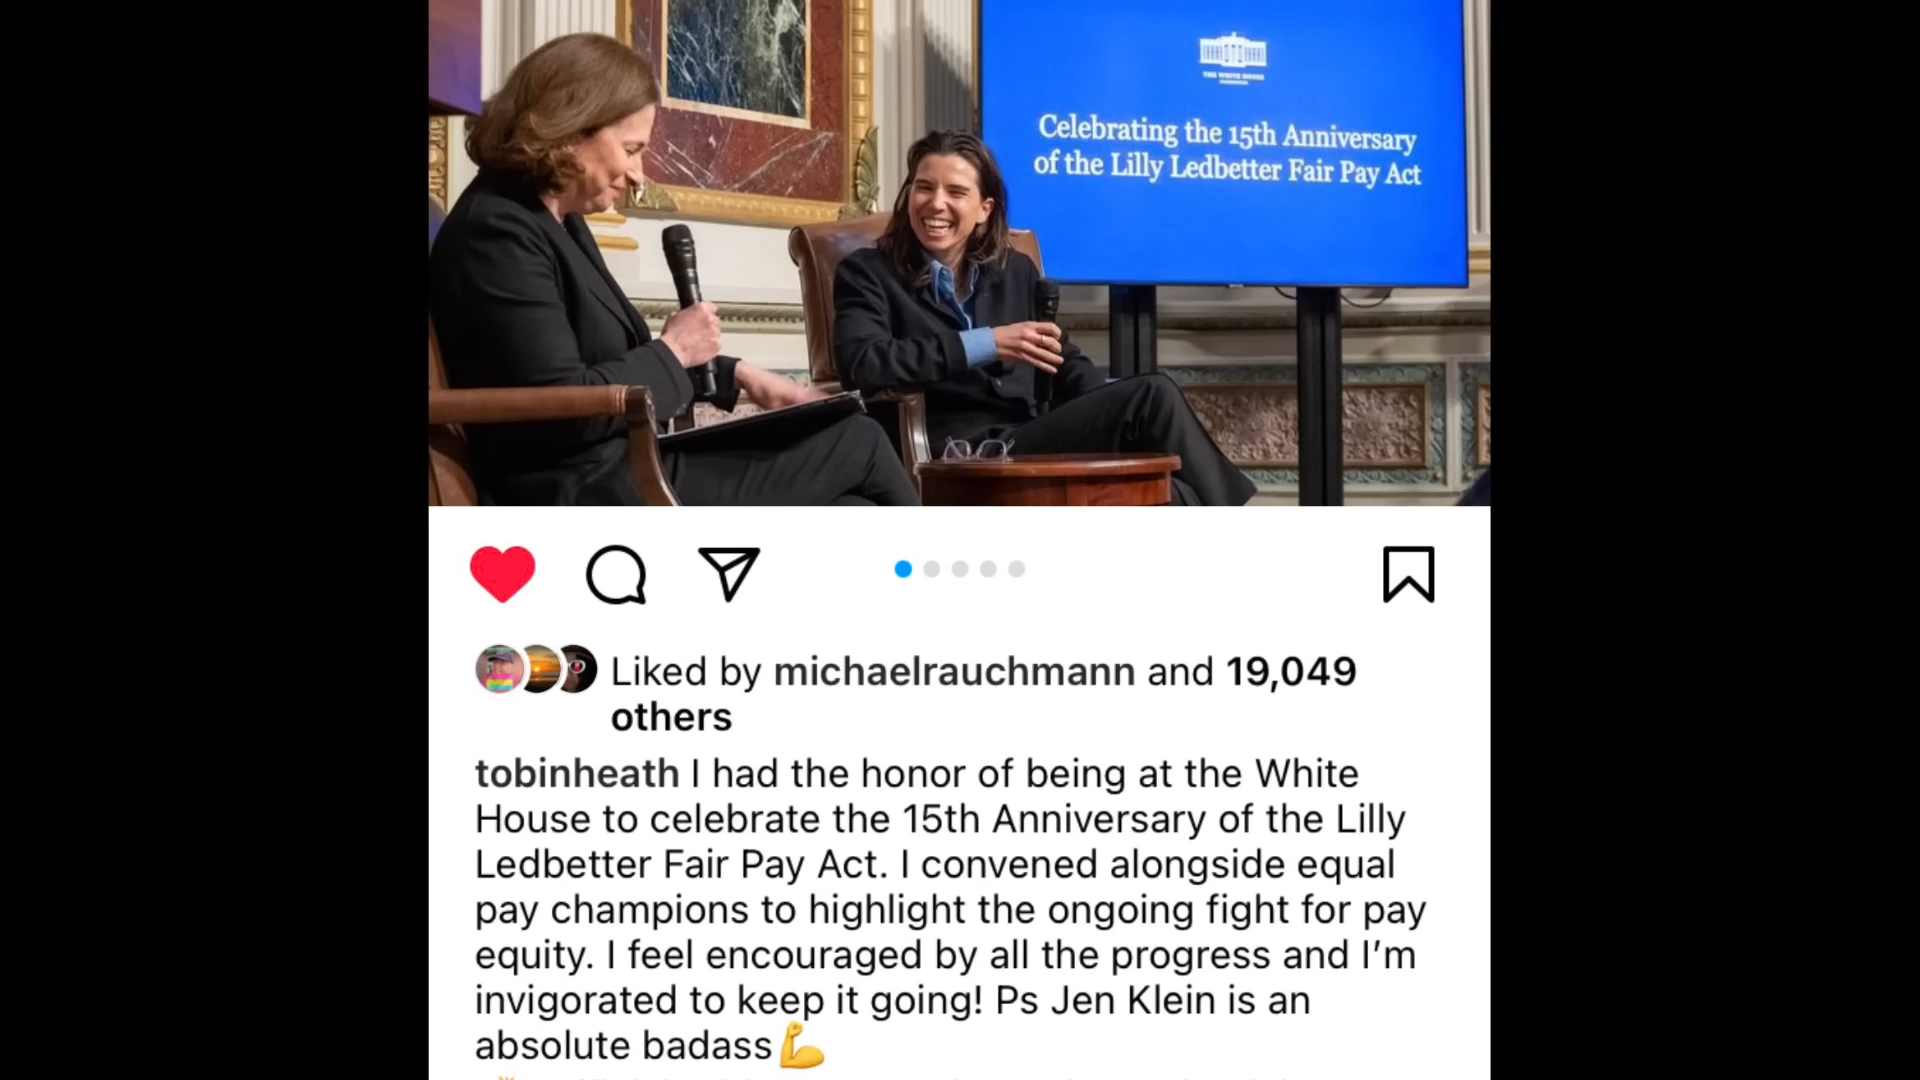 THE WHITE HOUSE
Celebrating the 15th Anniversary
of the Lilly Ledbetter Fair Pay Act
Liked by michaelrauchmann and 19,049
others
tobinheath I had the honor of being at the White
House to celebrate the 15th Anniversary of the Lilly
Ledbetter Fair Pay Act. I convened alongside equal
pay champions to highlight the ongoing fight for pay
equity. I feel encouraged by all the progress and I’m
invigorated to keep it going! Ps Jen Klein is an
absolute badass💪